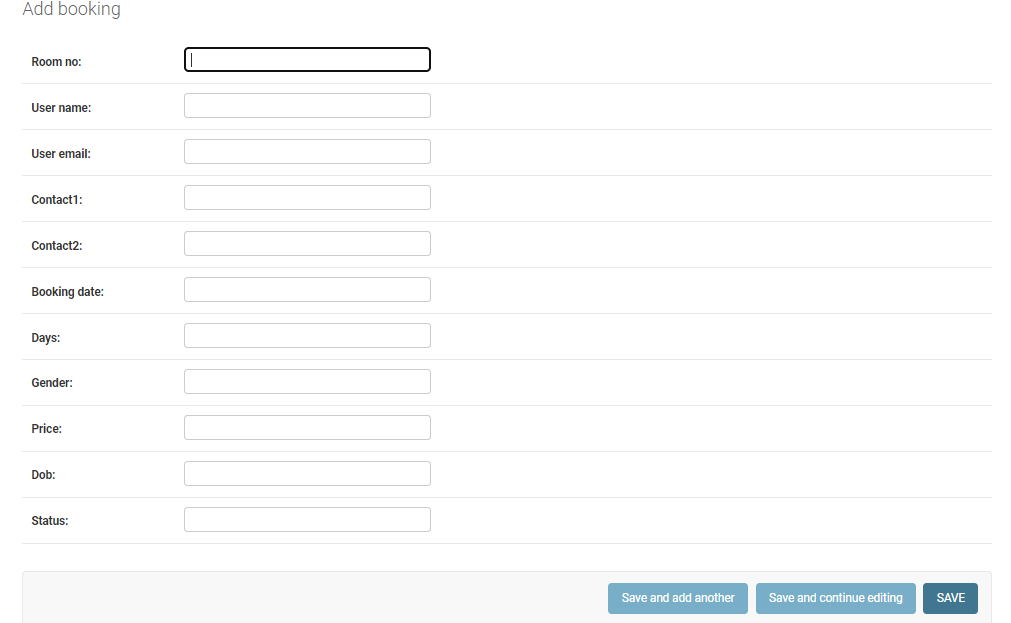 Add booking
Room no:
User name:
User email:
Contact1:
Contact2:
Booking date:
Days:
Gender:
Price:
Dob:
Status:
Save and add another Save and continue editing SAVE